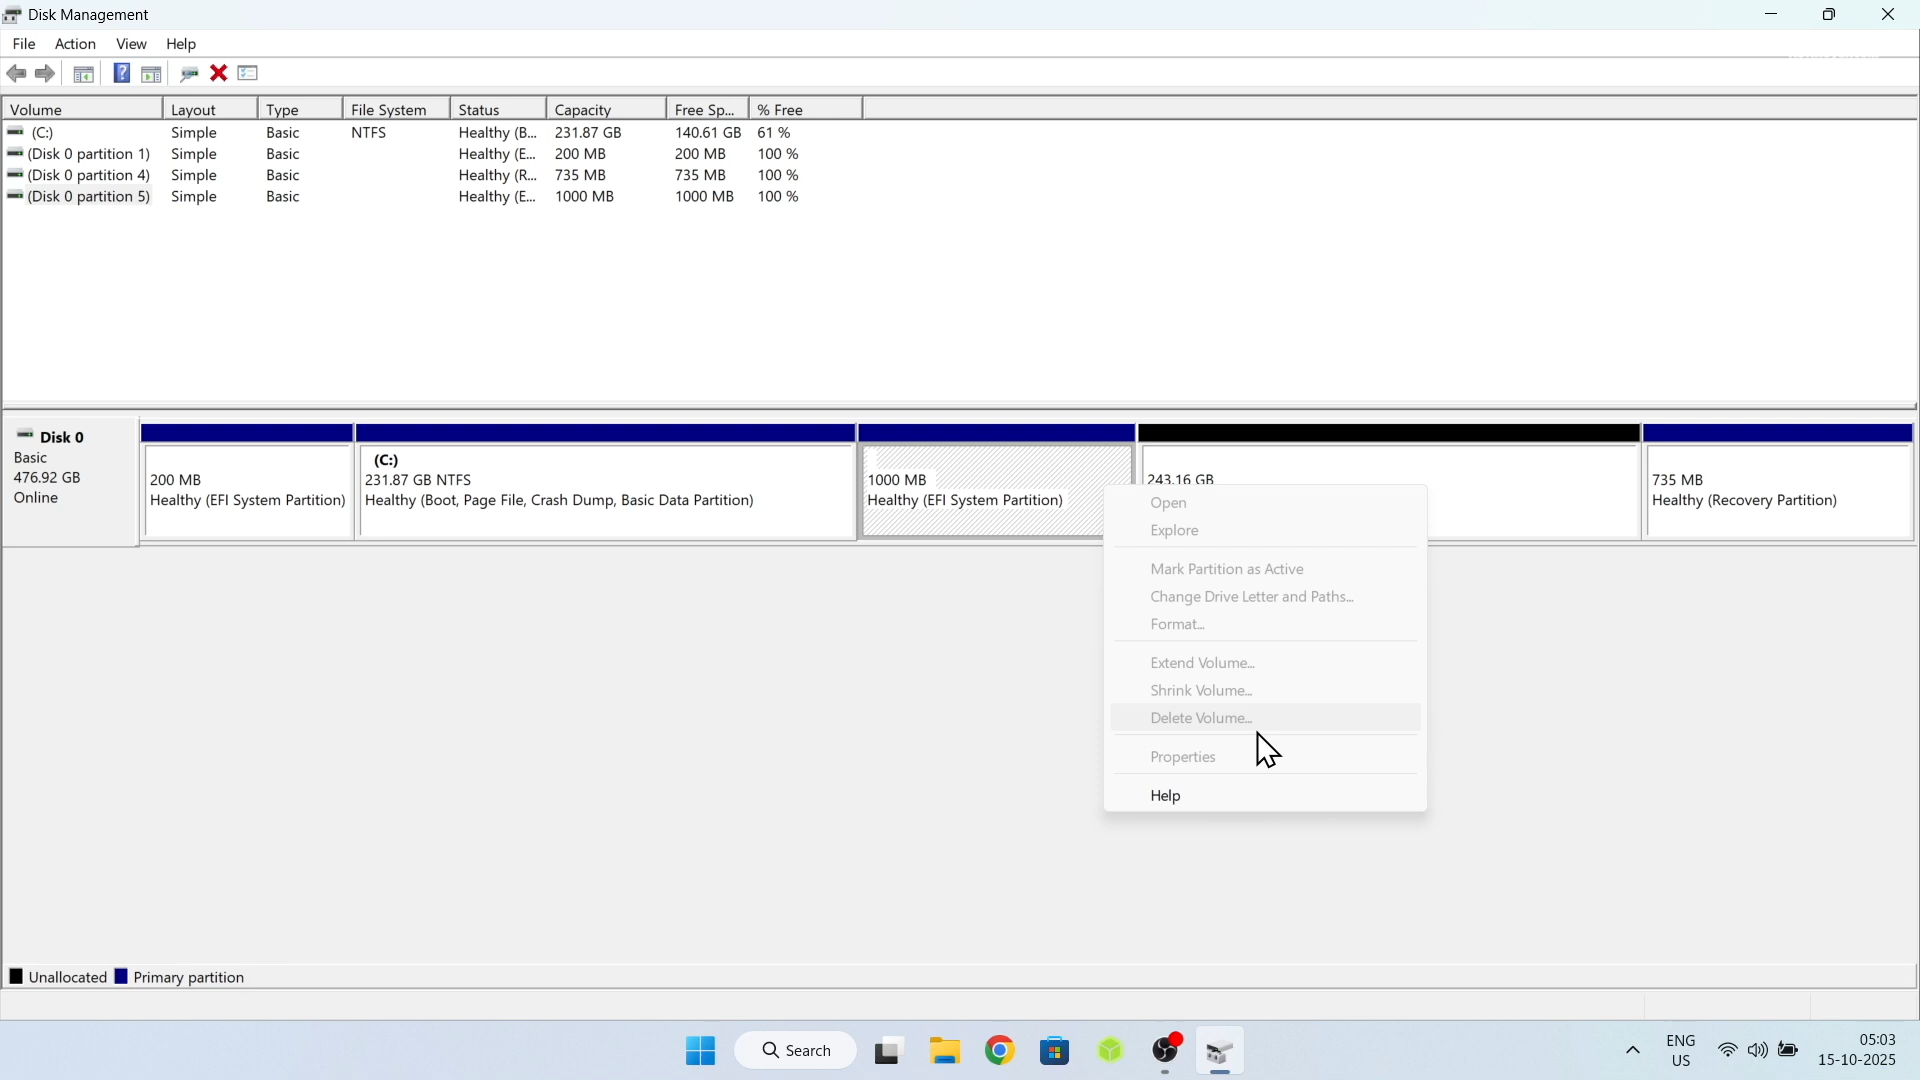 Disk Management
File Action View Help
Volume Layout Type File System Status Capacity Free Sp... % Free
(C:) Simple Basic NTFS Healthy (B... 231.87 GB 140.61 GB 61 %
(Disk 0 partition 1) Simple Basic Healthy (E... 200 MB 200 MB 100 %
(Disk 0 partition 4) Simple Basic Healthy (R... 735 MB 735 MB 100 %
(Disk 0 partition 5) Simple Basic Healthy (E... 1000 MB 1000 MB 100 %
Disk 0
Basic
476.92 GB
Online
200 MB
Healthy (EFI System Partition)
(C:)
231.87 GB NTFS
Healthy (Boot, Page File, Crash Dump, Basic Data Partition)
1000 MB
Healthy (EFI System Partition)
243.16 GB
735 MB
Healthy (Recovery Partition)
Open
Explore
Mark Partition as Active
Change Drive Letter and Paths...
Format...
Extend Volume...
Shrink Volume...
Delete Volume...
Properties
Help
Unallocated Primary partition
Search
ENG
US
05:03
15-10-2025